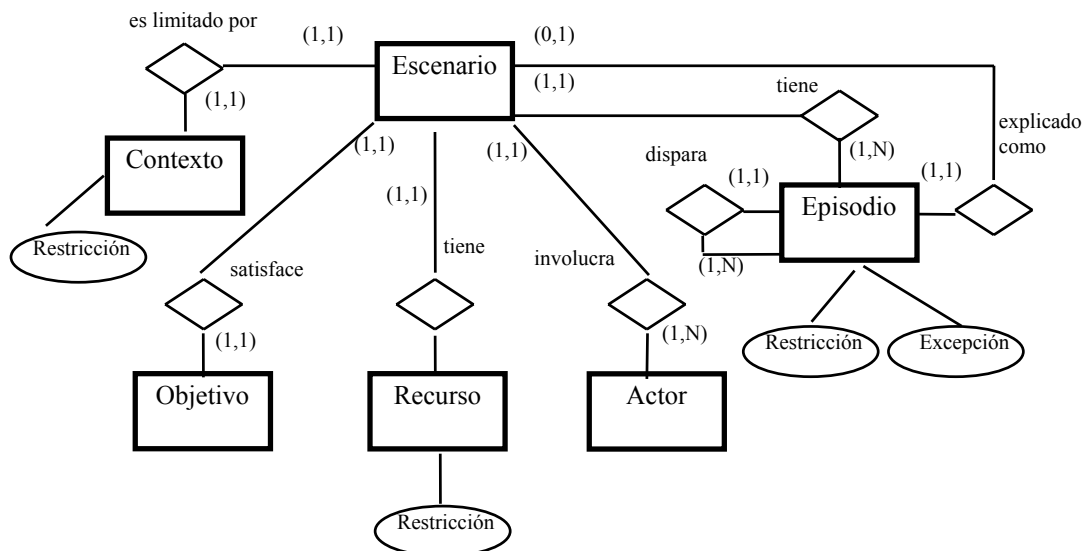 es limitado por
(1,1)
(0,1)
Escenario
(1,1)
tiene
(1,1)
explicado
como
Contexto
(1,1)
(1,1)
dispara
(1,N)
(1,1)
(1,1)
(1,1)
Episodio
Restricción
tiene
satisface
involucra
(1,N)
(1,1)
(1,N)
Restricción
Excepción
Objetivo
Recurso
Actor
Restricción